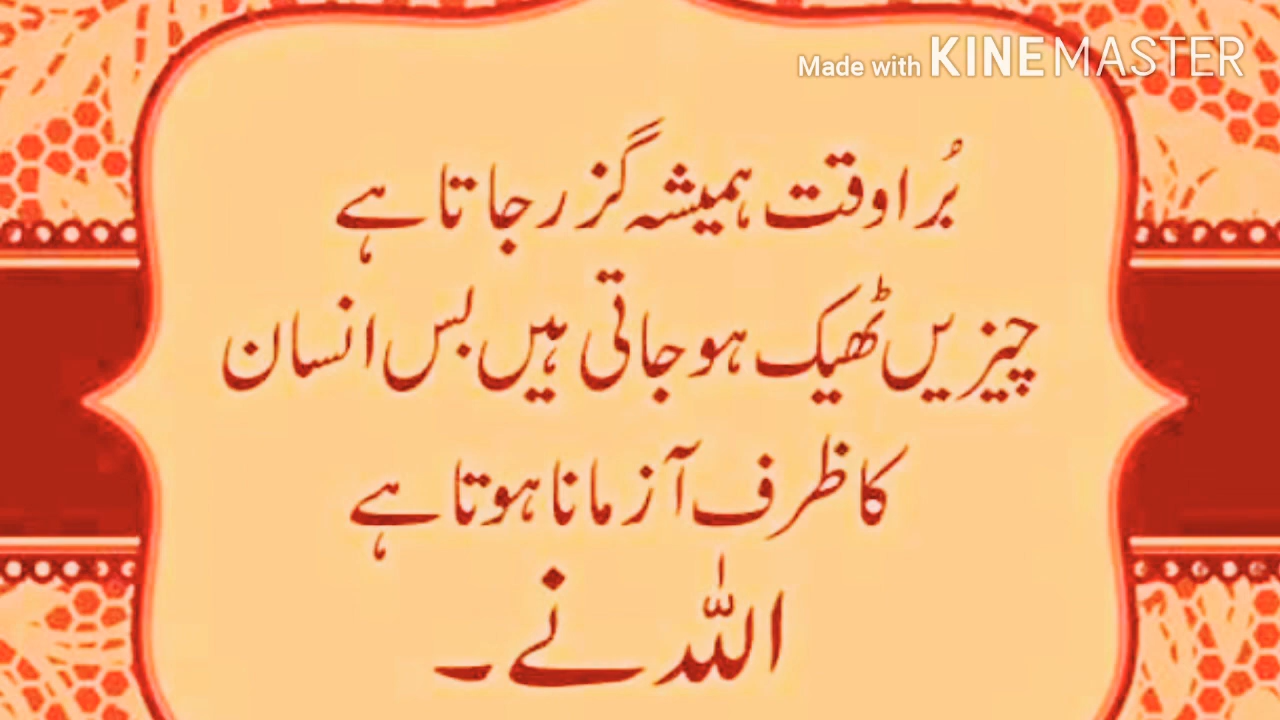 Made with KINEMASTER
بُرا وقت ہمیشہ گزر جاتا ہے
چیزیں ٹھیک ہو جاتی ہیں بس انسان
کا ظرف آزمانا ہوتا ہے
اللہ نے ۔